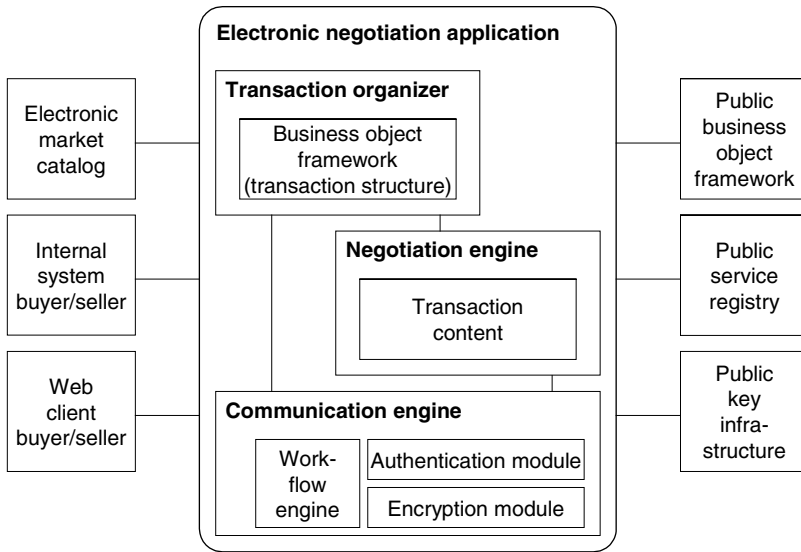 Electronic negotiation application
Electronic
market
catalog
Internal
system
buyer/seller
Web
client
buyer/seller
Transaction organizer
Business object
framework
(transaction structure)
Negotiation engine
Transaction
content
Communication engine
Work-
flow
engine
Authentication module
Encryption module
Public
business
object
framework
Public
service
registry
Public
key
infra-
structure